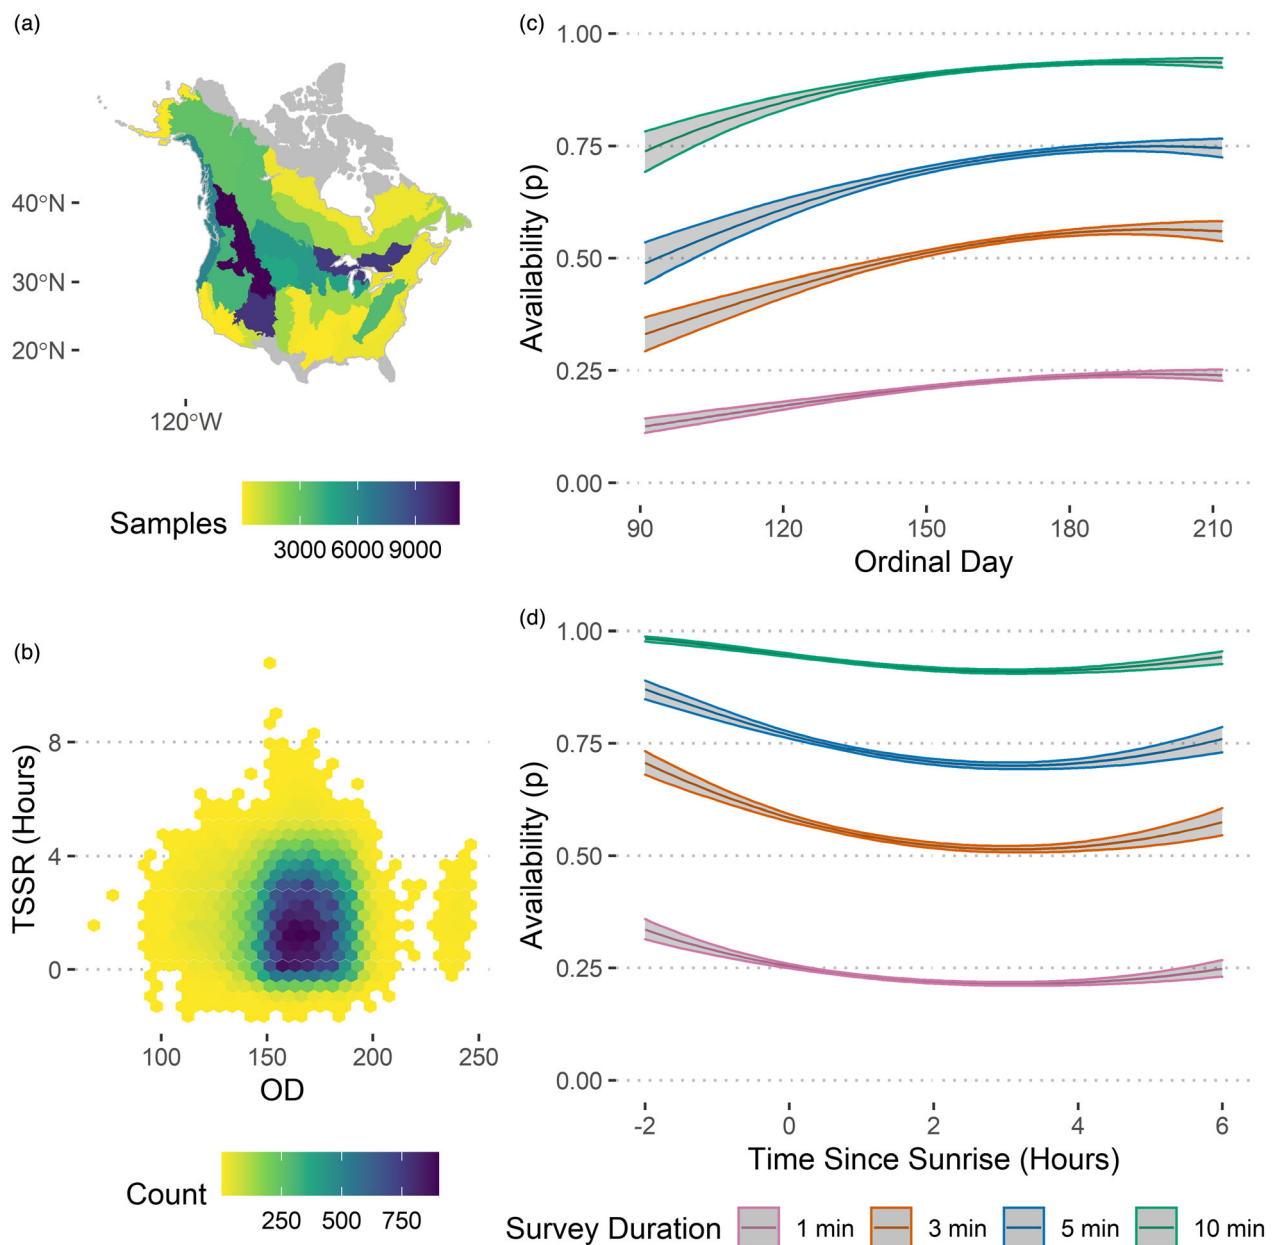 (a)
40°N
30°N
20°N
120°W
Samples
3000 6000 9000
(b)
TSSR (Hours)
8
4
0
100 150 200 250
OD
Count
250 500 750
(c)
Availability (p)
1.00
0.75
0.50
0.25
0.00
90 120 150 180 210
Ordinal Day
(d)
Availability (p)
1.00
0.75
0.50
0.25
0.00
-2 0 2 4 6
Time Since Sunrise (Hours)
Survey Duration 1 min 3 min 5 min 10 min